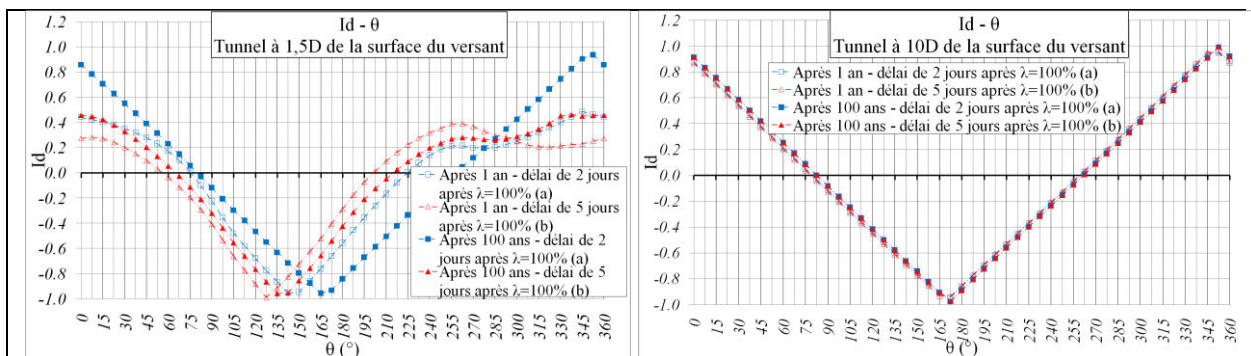 Id - θ
Tunnel à 1,5D de la surface du versant
1.2
1.0
0.8
0.6
0.4
0.2
0.0
-0.2
-0.4
-0.6
-0.8
-1.0
Id
Après 1 an - délai de 2 jours
après λ=100% (a)
Après 1 an - délai de 5 jours
après λ=100% (b)
Après 100 ans - délai de 2
jours après λ=100% (a)
Après 100 ans - délai de 5
jours après λ=100% (b)
0 15 30 45 60 75 90 105 120 135 150 165 180 195 210 225 240 255 270 285 300 315 330 345 360
θ (°)
Id - θ
Tunnel à 10D de la surface du versant
Après 1 an - délai de 2 jours après λ=100% (a)
Après 1 an - délai de 5 jours après λ=100% (b)
Après 100 ans - délai de 2 jours après λ=100% (a)
Après 100 ans - délai de 5 jours après λ=100% (b)
1.2
1.0
0.8
0.6
0.4
0.2
0.0
-0.2
-0.4
-0.6
-0.8
-1.0
Id
0 15 30 45 60 75 90 105 120 135 150 165 180 195 210 225 240 255 270 285 300 315 330 345 360
θ (°)